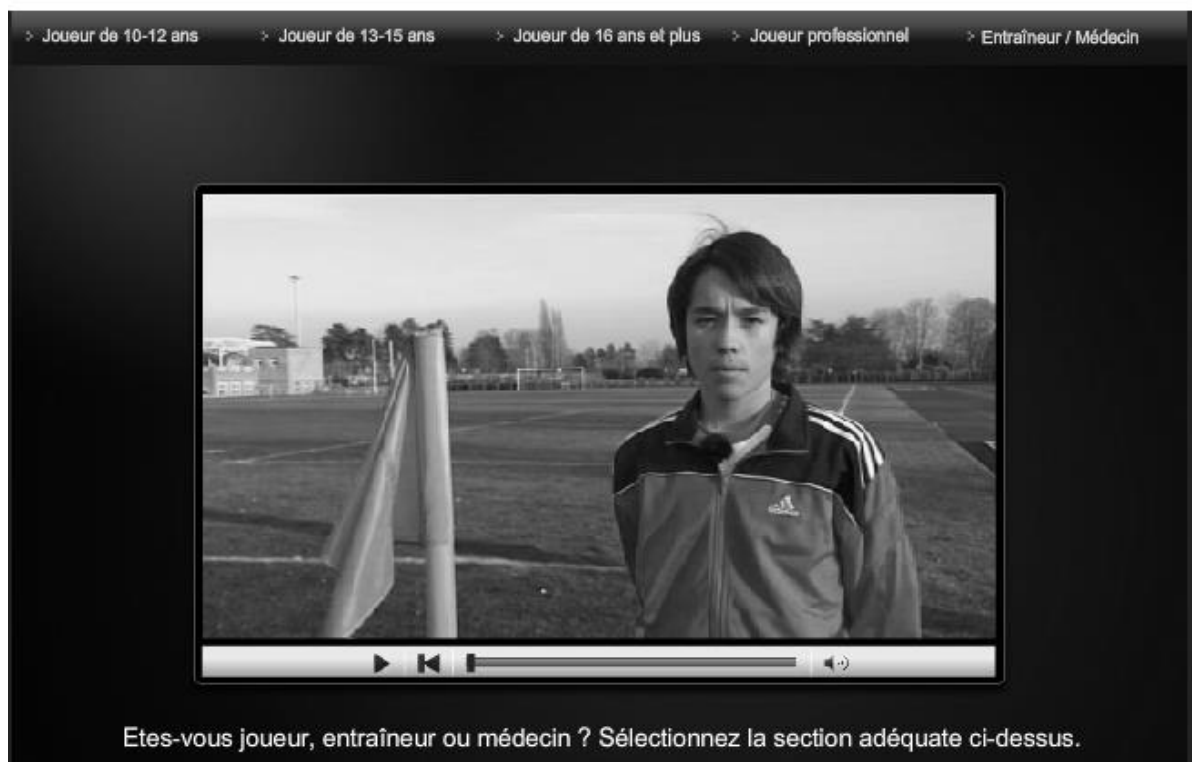 > Joueur de 10-12 ans > Joueur de 13-15 ans > Joueur de 16 ans et plus > Joueur professionnel > Entraîneur / Médecin
Etes-vous joueur, entraîneur ou médecin ? Sélectionnez la section adéquate ci-dessus.